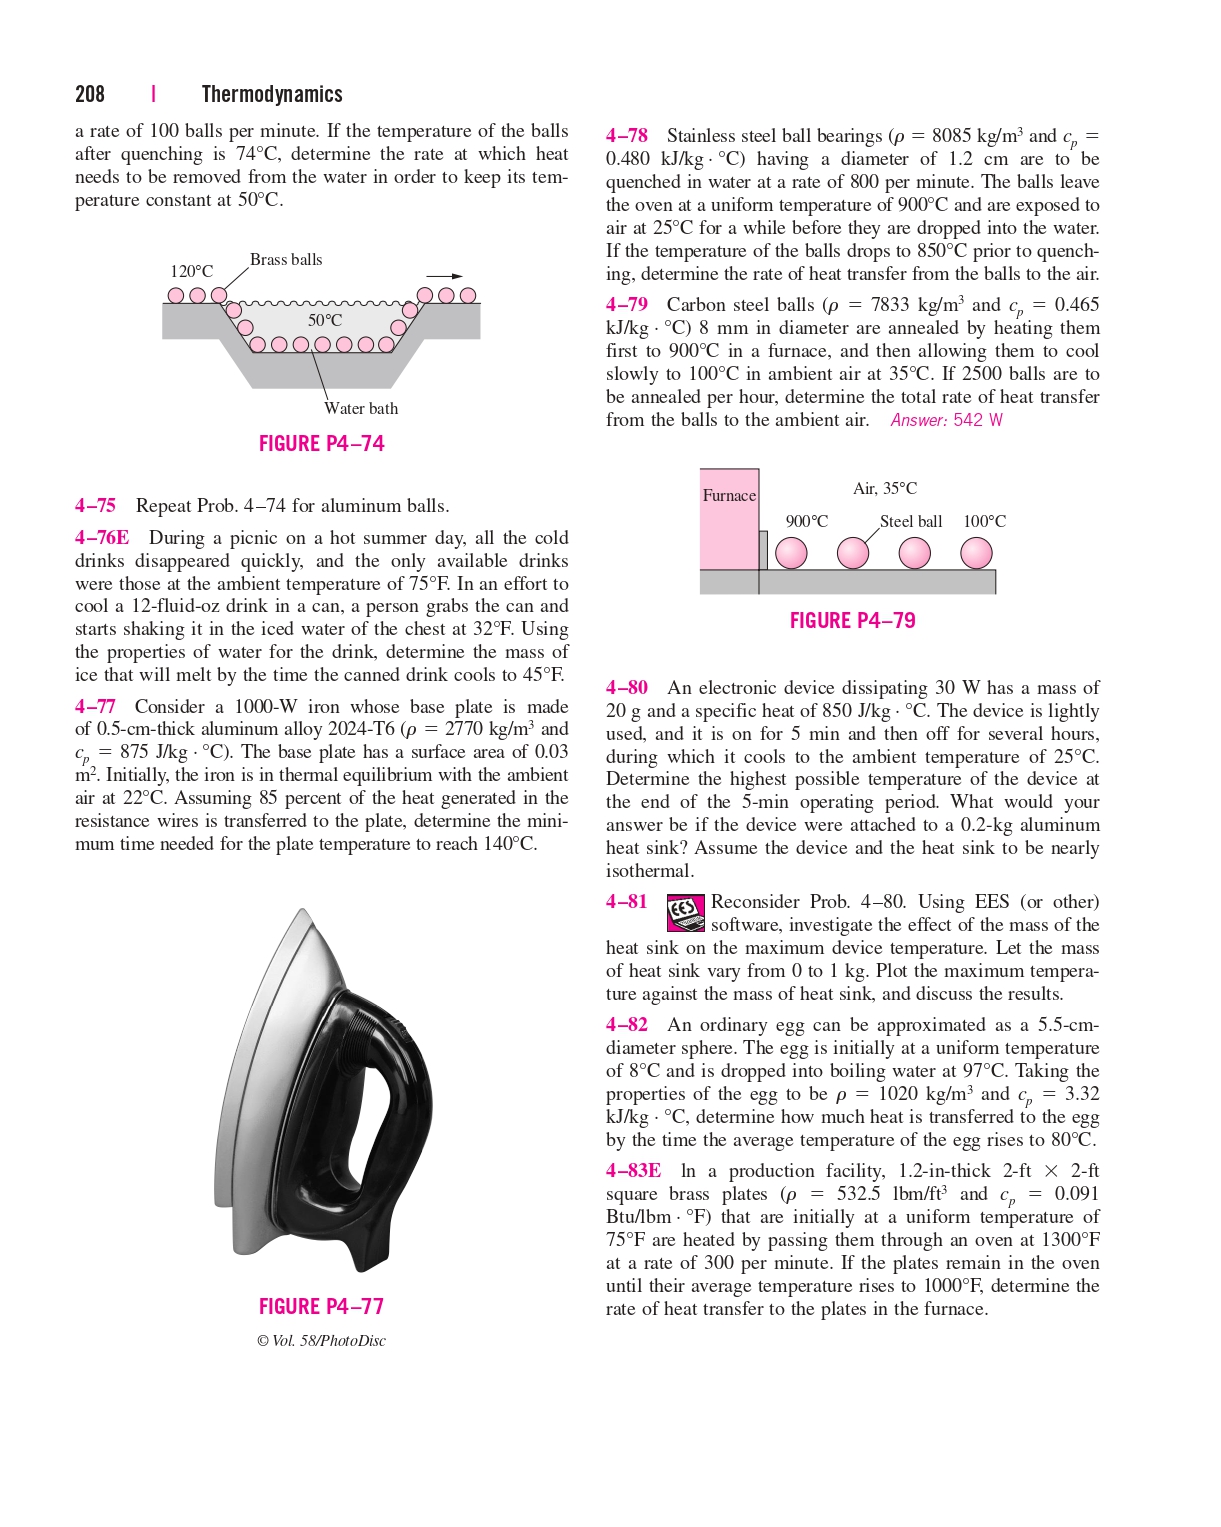 208 | Thermodynamics
a rate of 100 balls per minute. If the temperature of the balls
after quenching is 74°C, determine the rate at which heat
needs to be removed from the water in order to keep its tem-
perature constant at 50°C.
Brass balls
120°C
50°C
Water bath
FIGURE P4–74
4–75 Repeat Prob. 4–74 for aluminum balls.
4–76E During a picnic on a hot summer day, all the cold
drinks disappeared quickly, and the only available drinks
were those at the ambient temperature of 75°F. In an effort to
cool a 12-fluid-oz drink in a can, a person grabs the can and
starts shaking it in the iced water of the chest at 32°F. Using
the properties of water for the drink, determine the mass of
ice that will melt by the time the canned drink cools to 45°F.
4–77 Consider a 1000-W iron whose base plate is made
of 0.5-cm-thick aluminum alloy 2024-T6 (ρ = 2770 kg/m³ and
cp = 875 J/kg · °C). The base plate has a surface area of 0.03
m². Initially, the iron is in thermal equilibrium with the ambient
air at 22°C. Assuming 85 percent of the heat generated in the
resistance wires is transferred to the plate, determine the mini-
mum time needed for the plate temperature to reach 140°C.
FIGURE P4–77
© Vol. 58/PhotoDisc
4–78 Stainless steel ball bearings (ρ = 8085 kg/m³ and cp =
0.480 kJ/kg · °C) having a diameter of 1.2 cm are to be
quenched in water at a rate of 800 per minute. The balls leave
the oven at a uniform temperature of 900°C and are exposed to
air at 25°C for a while before they are dropped into the water.
If the temperature of the balls drops to 850°C prior to quench-
ing, determine the rate of heat transfer from the balls to the air.
4–79 Carbon steel balls (ρ = 7833 kg/m³ and cp = 0.465
kJ/kg · °C) 8 mm in diameter are annealed by heating them
first to 900°C in a furnace, and then allowing them to cool
slowly to 100°C in ambient air at 35°C. If 2500 balls are to
be annealed per hour, determine the total rate of heat transfer
from the balls to the ambient air. Answer: 542 W
Furnace
Air, 35°C
900°C
Steel ball
100°C
FIGURE P4–79
4–80 An electronic device dissipating 30 W has a mass of
20 g and a specific heat of 850 J/kg · °C. The device is lightly
used, and it is on for 5 min and then off for several hours,
during which it cools to the ambient temperature of 25°C.
Determine the highest possible temperature of the device at
the end of the 5-min operating period. What would your
answer be if the device were attached to a 0.2-kg aluminum
heat sink? Assume the device and the heat sink to be nearly
isothermal.
4–81 EES Reconsider Prob. 4–80. Using EES (or other)
software, investigate the effect of the mass of the
heat sink on the maximum device temperature. Let the mass
of heat sink vary from 0 to 1 kg. Plot the maximum tempera-
ture against the mass of heat sink, and discuss the results.
4–82 An ordinary egg can be approximated as a 5.5-cm-
diameter sphere. The egg is initially at a uniform temperature
of 8°C and is dropped into boiling water at 97°C. Taking the
properties of the egg to be ρ = 1020 kg/m³ and cp = 3.32
kJ/kg · °C, determine how much heat is transferred to the egg
by the time the average temperature of the egg rises to 80°C.
4–83E In a production facility, 1.2-in-thick 2-ft × 2-ft
square brass plates (ρ = 532.5 lbm/ft³ and cp = 0.091
Btu/lbm · °F) that are initially at a uniform temperature of
75°F are heated by passing them through an oven at 1300°F
at a rate of 300 per minute. If the plates remain in the oven
until their average temperature rises to 1000°F, determine the
rate of heat transfer to the plates in the furnace.